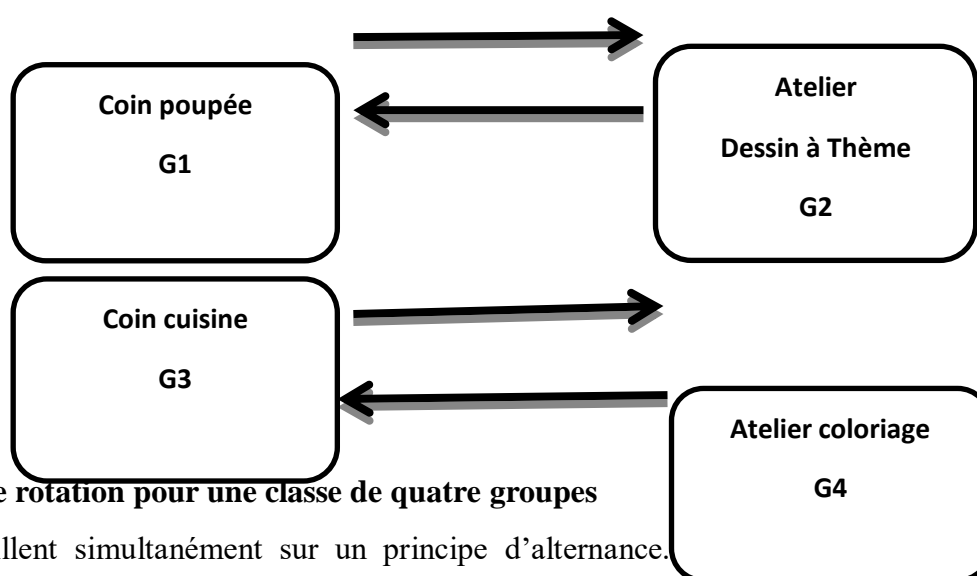 Coin poupée
G1
Atelier
Dessin à Thème
G2
Coin cuisine
G3
Atelier coloriage
G4
e rotation pour une classe de quatre groupes
llent simultanément sur un principe d’alternance.